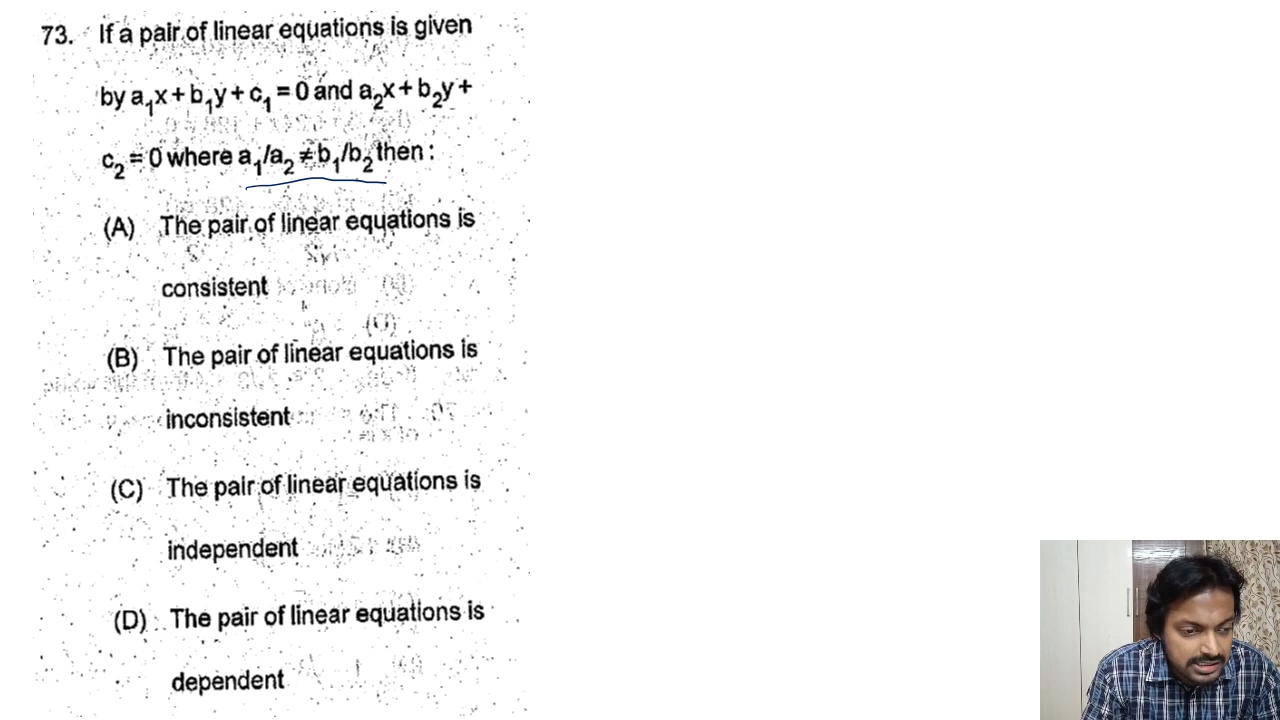 73. If a pair of linear equations is given
by a₁x + b₁y + c₁ = 0 and a₂x + b₂y +
c₂ = 0 where a₁/a₂ ≠ b₁/b₂ then :
(A) The pair of linear equations is
consistent
(B) The pair of linear equations is
inconsistent
(C) The pair of linear equations is
independent
(D) The pair of linear equations is
dependent